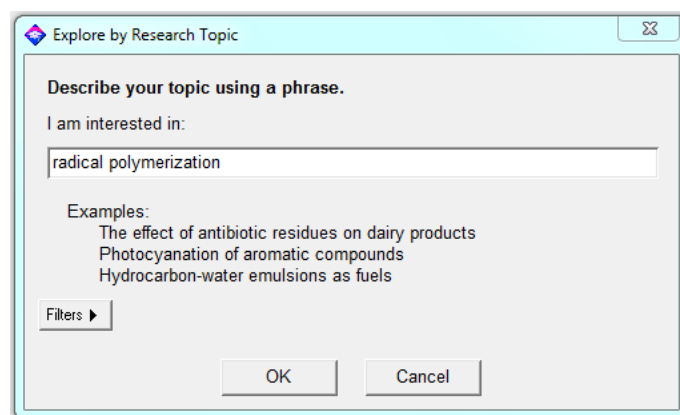 Explore by Research Topic
Describe your topic using a phrase.
I am interested in:
radical polymerization
Examples:
The effect of antibiotic residues on dairy products
Photocyanation of aromatic compounds
Hydrocarbon-water emulsions as fuels
Filters
OK Cancel